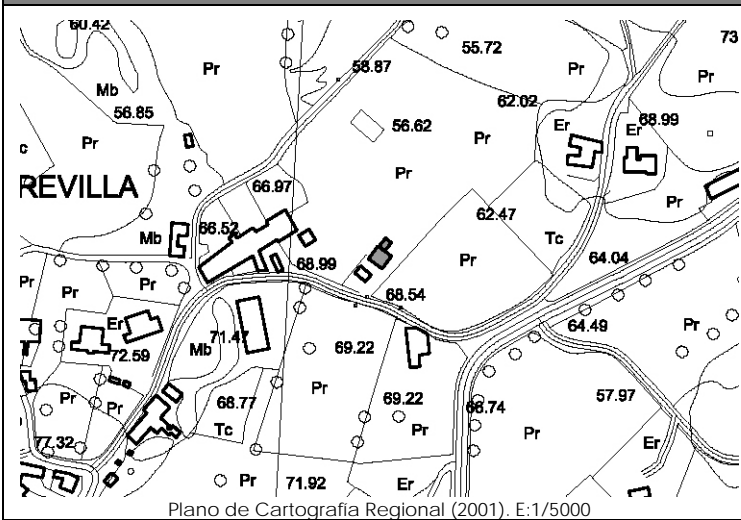 60.42
55.72
73
Pr
58.87
Pr
Pr
Mb
56.85
62.02
56.62
Er
Er
68.99
Pr
Pr
c
Pr
REVILLA
66.97
Pr
66.52
62.47
Mb
Tc
68.99
Pr
64.04
Pr
Pr
68.54
Er
64.49
Pr
71.47
Mb
72.59
69.22
Pr
57.97
68.77
69.22
66.74
Pr
Pr
Tc
Pr
Pr
Er
77.32
Pr
71.92
Er
Plano de Cartografía Regional (2001). E:1/5000